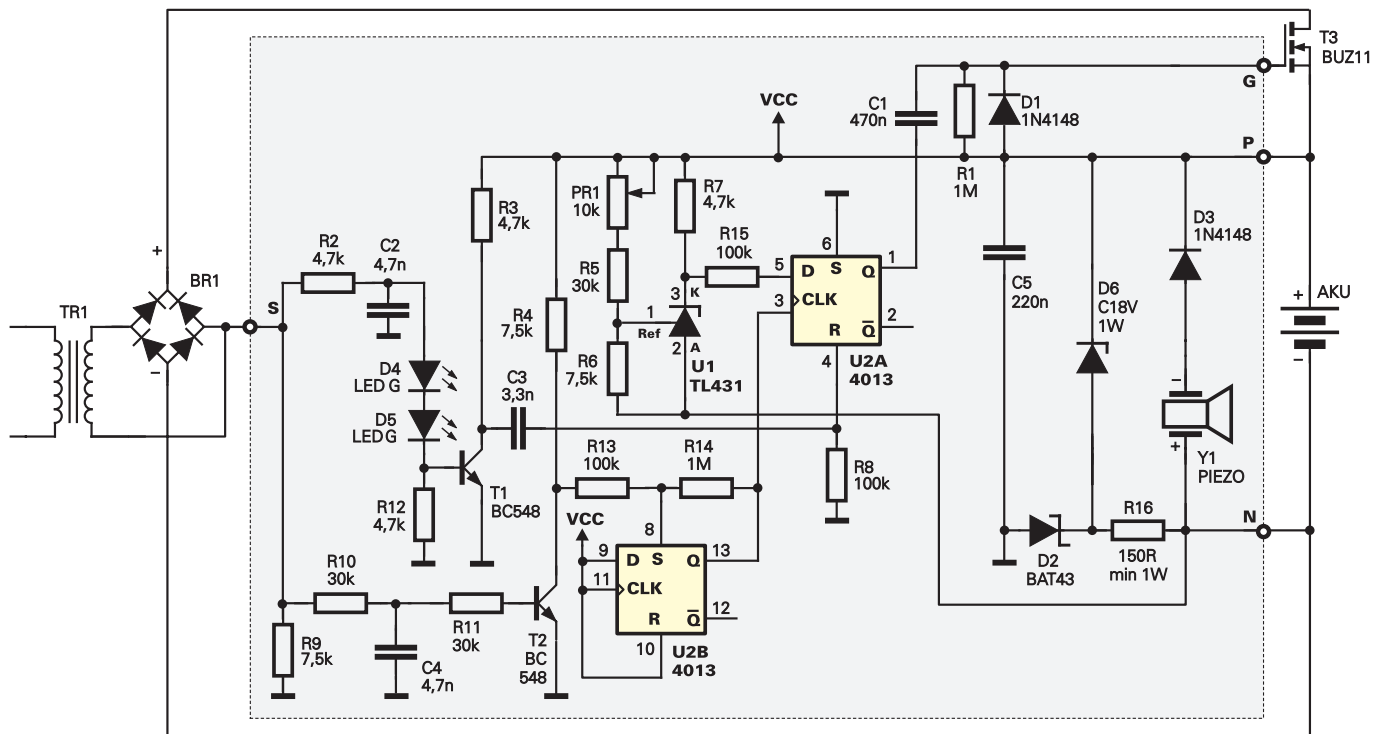 T3
BUZ11
G
VCC
C1
470n
D1
1N4148
P
R1
1M
R3
4,7k
PR1
10k
R7
4,7k
R15
100k
6
5
D
S
Q
1
3
CLK
R
Q
2
4
U2A
4013
D3
1N4148
C5
220n
D6
C18V
1W
+
AKU
–
R2
4,7k
C2
4,7n
+
BR1
S
TR1
–
R5
30k
R4
7,5k
3
K
1
Ref
2
A
U1
TL431
R6
7,5k
D4
LED G
C3
3,3n
D5
LED G
–
+
Y1
PIEZO
R13
100k
R14
1M
R8
100k
T1
BC548
R12
4,7k
VCC
8
9
D
S
Q
13
11
CLK
R
Q
12
10
U2B
4013
R16
150R
min 1W
N
D2
BAT43
R10
30k
R11
30k
R9
7,5k
C4
4,7n
T2
BC
548